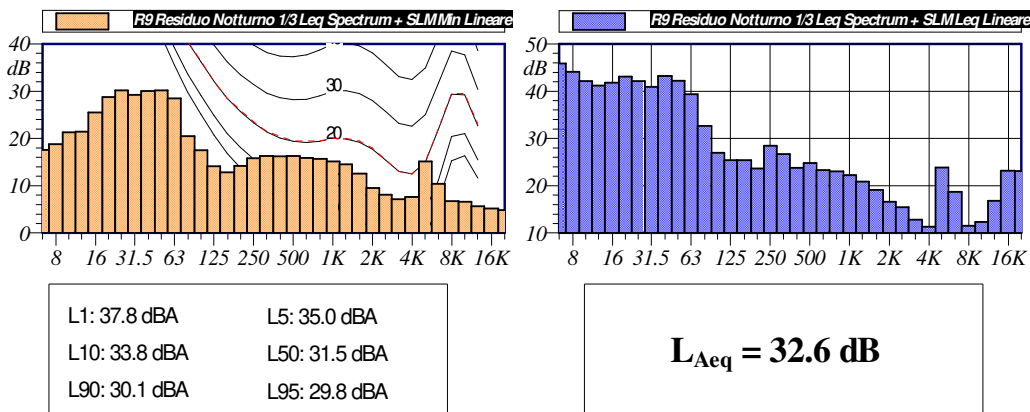 R9 Residuo Notturno 1/3 Leq Spectrum + SLM Min Lineare
40
dB
30
20
10
0
30
20
8 16 31.5 63 125 250 500 1K 2K 4K 8K 16K
L1: 37.8 dBA L5: 35.0 dBA
L10: 33.8 dBA L50: 31.5 dBA
L90: 30.1 dBA L95: 29.8 dBA
R9 Residuo Notturno 1/3 Leq Spectrum + SLM Leq Lineare
50
dB
40
30
20
10
8 16 31.5 63 125 250 500 1K 2K 4K 8K 16K
LAeq = 32.6 dB